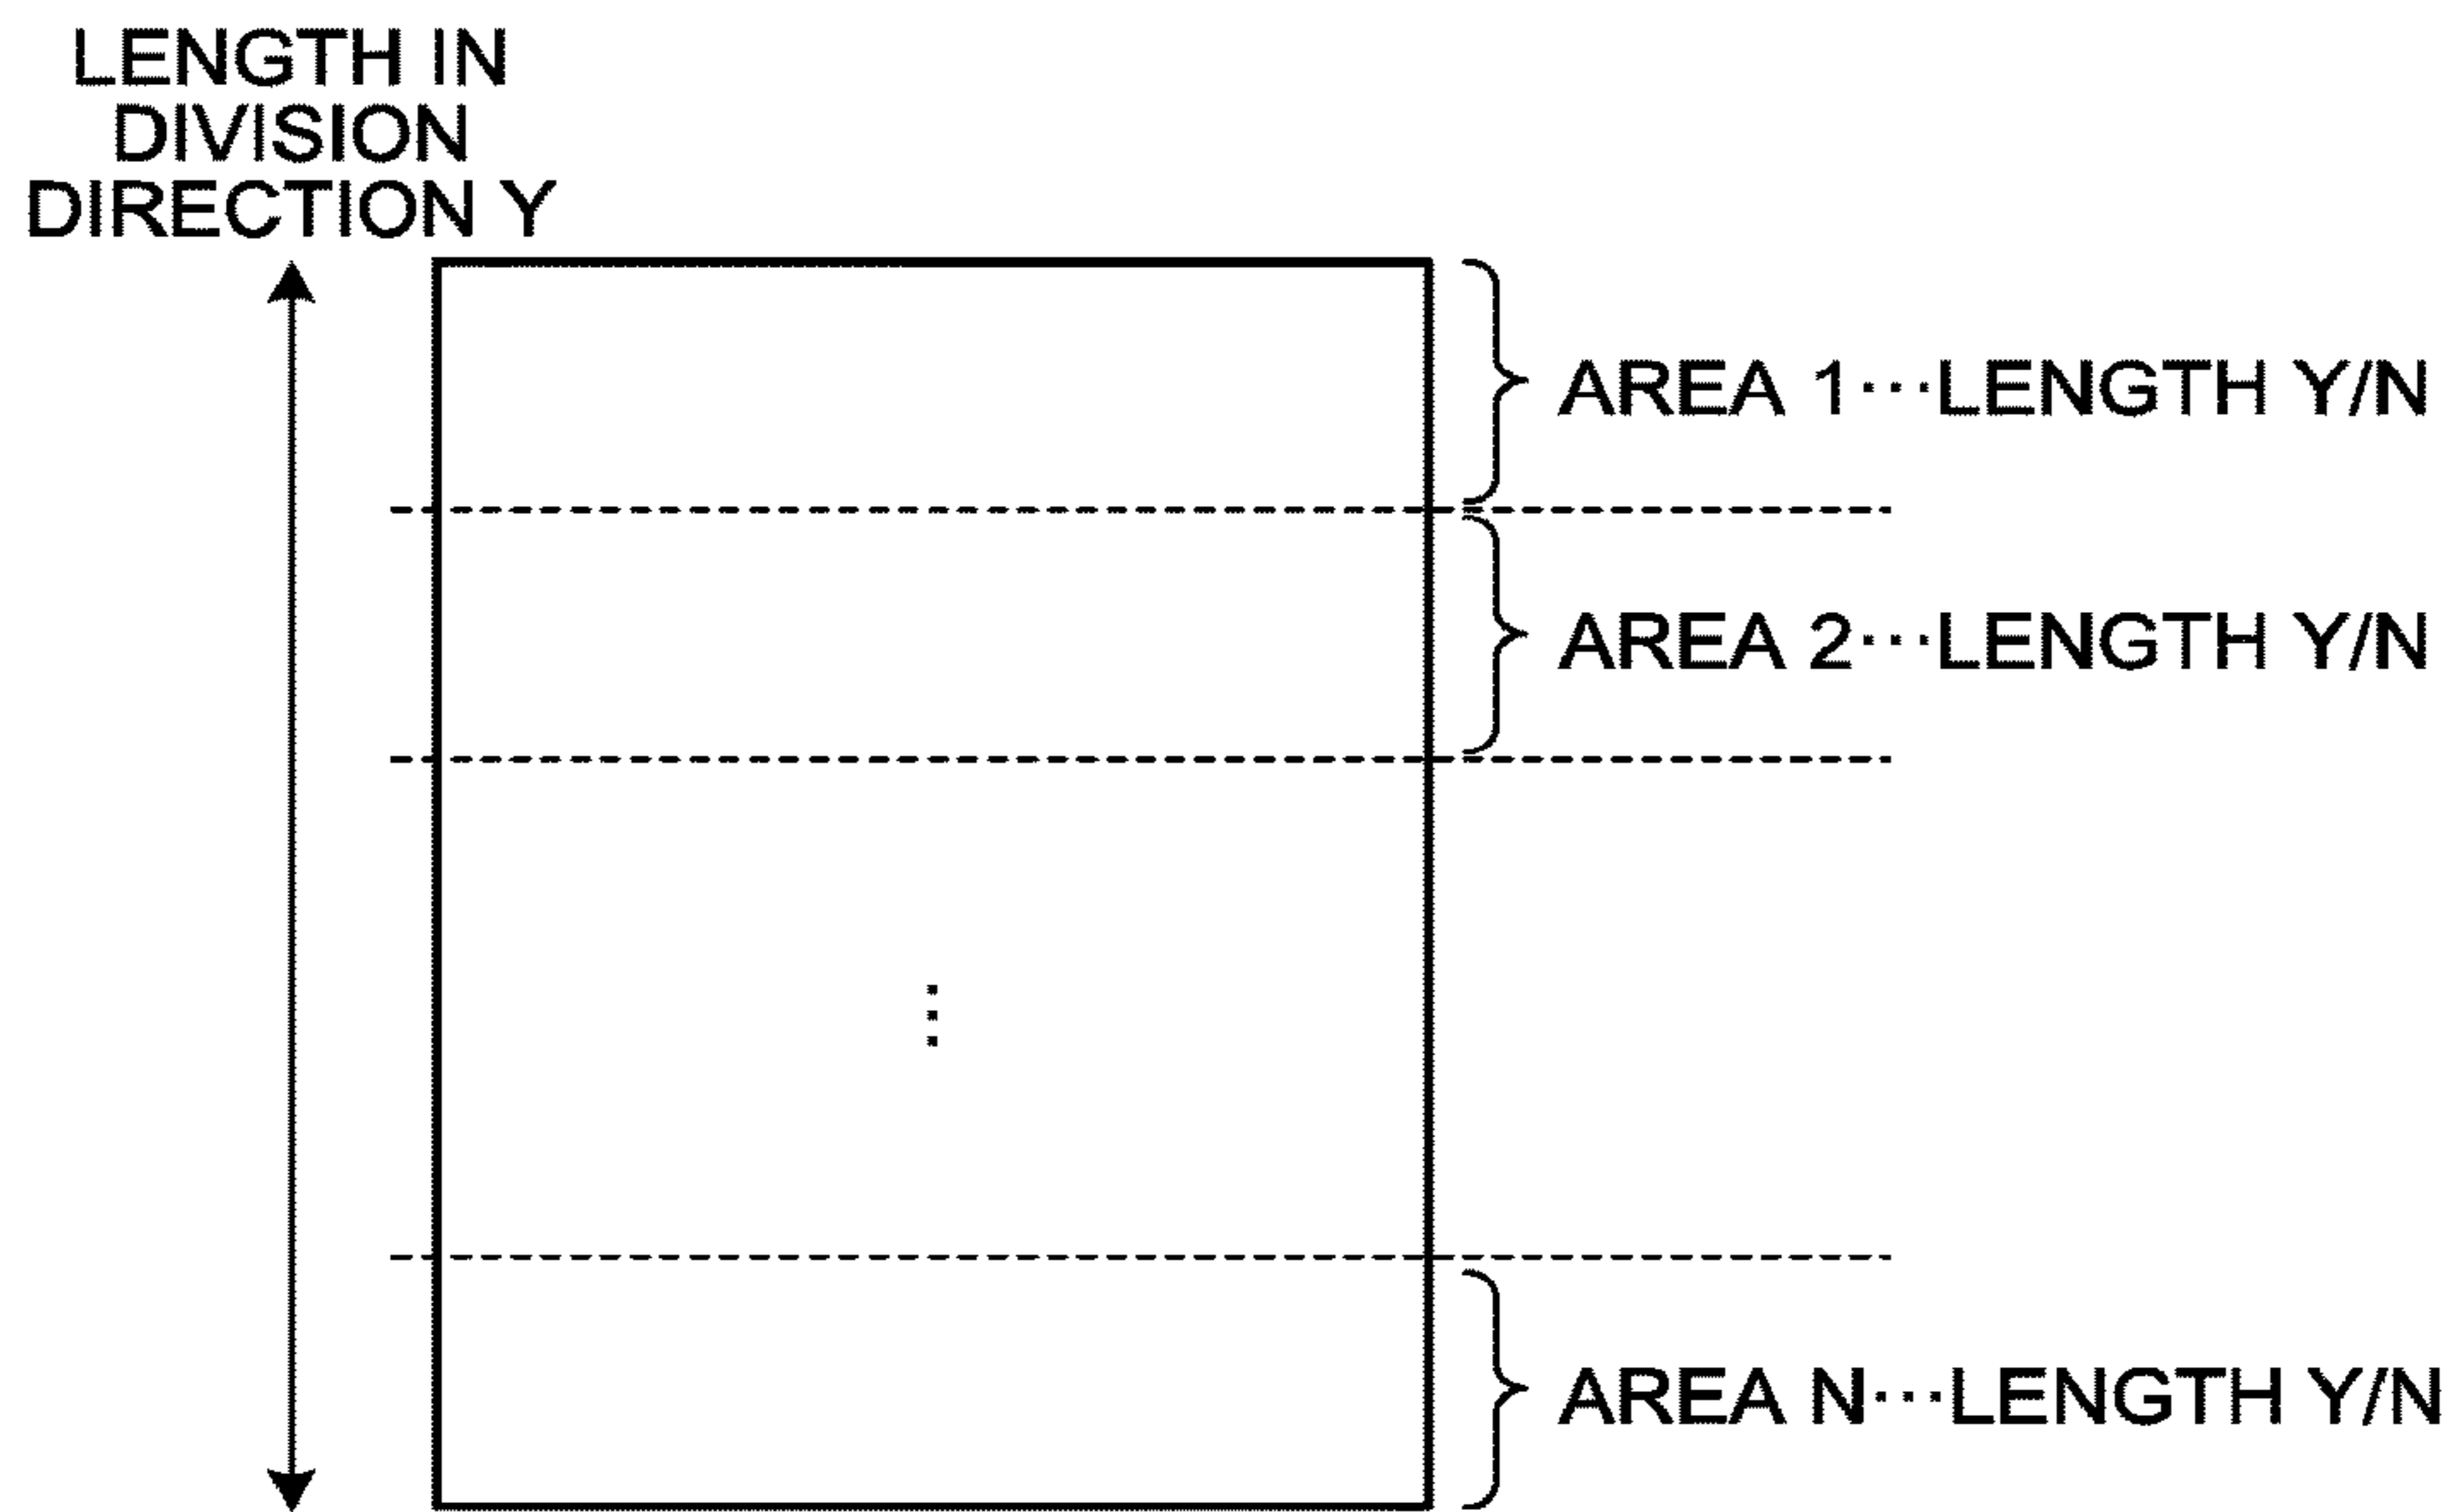 LENGTH IN
DIVISION
DIRECTION Y
AREA 1···LENGTH Y/N
AREA 2···LENGTH Y/N
⋮
AREA N···LENGTH Y/N